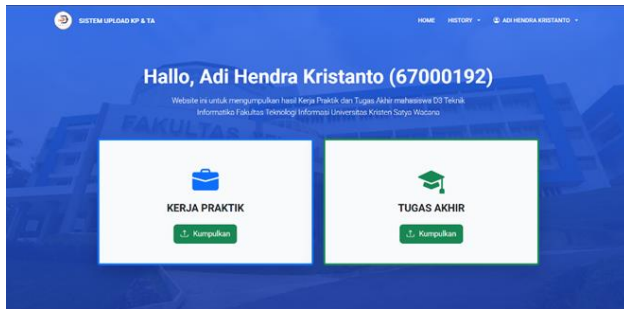 SISTEM UPLOAD KP & TA
HOME HISTORY ADI HENDRA KRISTANTO
Hallo, Adi Hendra Kristanto (67000192)
Website ini untuk mengumpulkan hasil Kerja Praktik dan Tugas Akhir mahasiswa D3 Teknik
Informatika Fakultas Teknologi Informasi Universitas Kristen Satya Wacana
FAKULTAS
KERJA PRAKTIK
Kumpulkan
TUGAS AKHIR
Kumpulkan